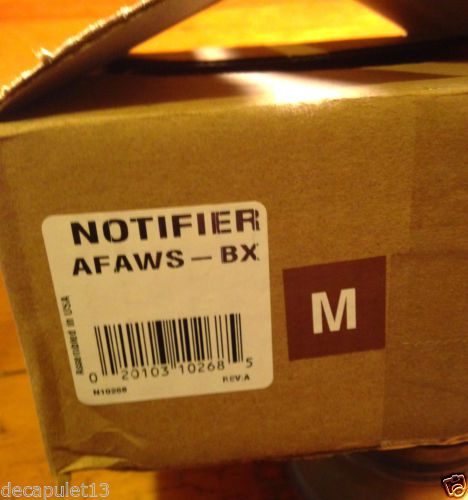 NOTIFIER
AFAWS-BX
Assembled in USA
0 20103 10268 5
N10268
REV:A
M
decapulet13